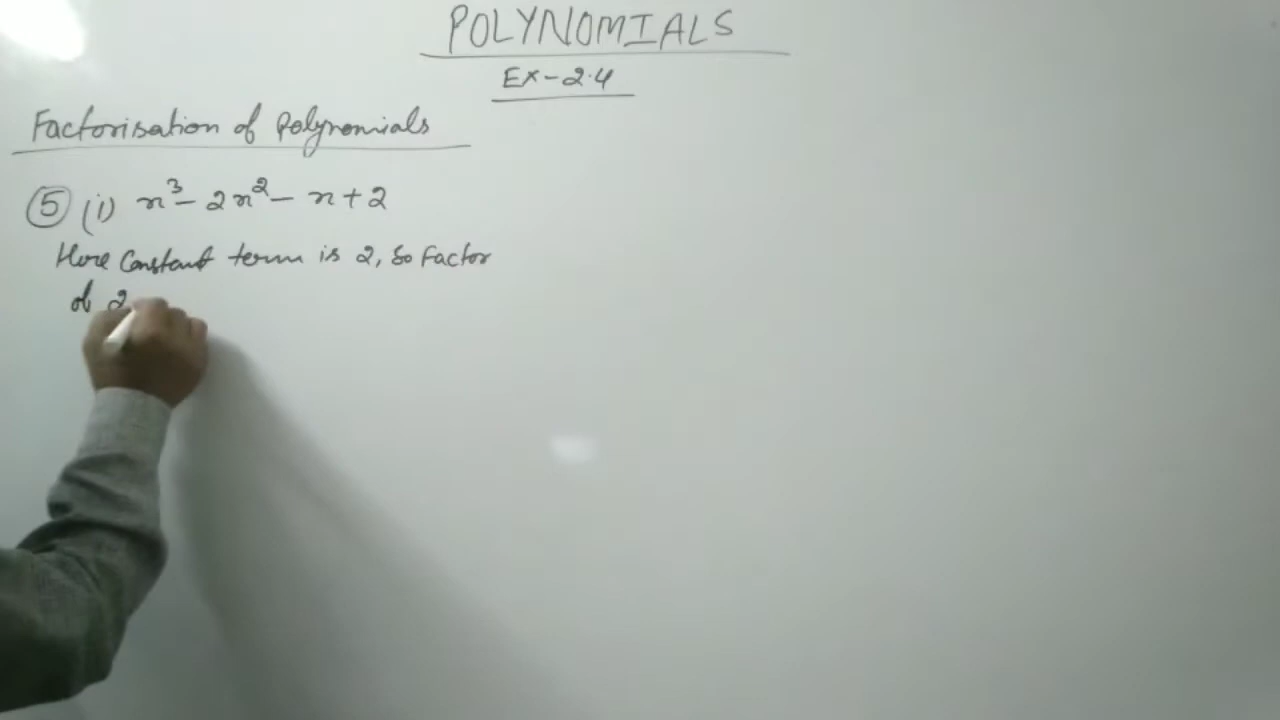 POLYNOMIALS
Ex-2.4
Factorisation of Polynomials
⑤ (i) x³ - 2x² - x + 2
Here Constant term is 2, So Factor
of 2